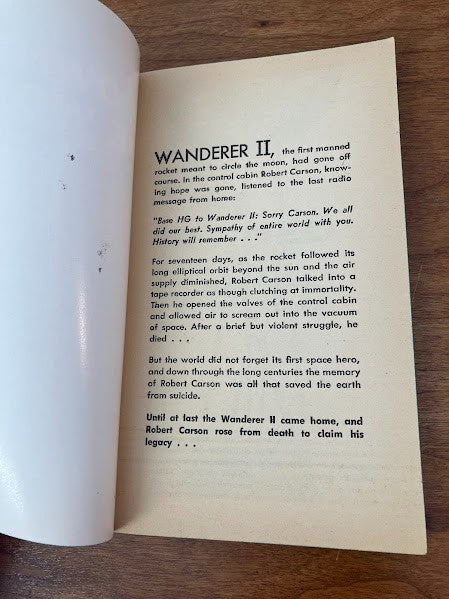 WANDERER II, the first manned
rocket meant to circle the moon, had gone off
course. In the control cabin Robert Carson, know-
ing hope was gone, listened to the last radio
message from home:
"Base HG to Wanderer II: Sorry Carson. We all
did our best. Sympathy of entire world with you.
History will remember . . ."
For seventeen days, as the rocket followed its
long elliptical orbit beyond the sun and the air
supply diminished, Robert Carson talked into a
tape recorder as though clutching at immortality.
Then he opened the valves of the control cabin
and allowed air to scream out into the vacuum
of space. After a brief but violent struggle, he
died . . .
But the world did not forget its first space hero,
and down through the long centuries the memory
of Robert Carson was all that saved the earth
from suicide.
Until at last the Wanderer II came home, and
Robert Carson rose from death to claim his
legacy . . .